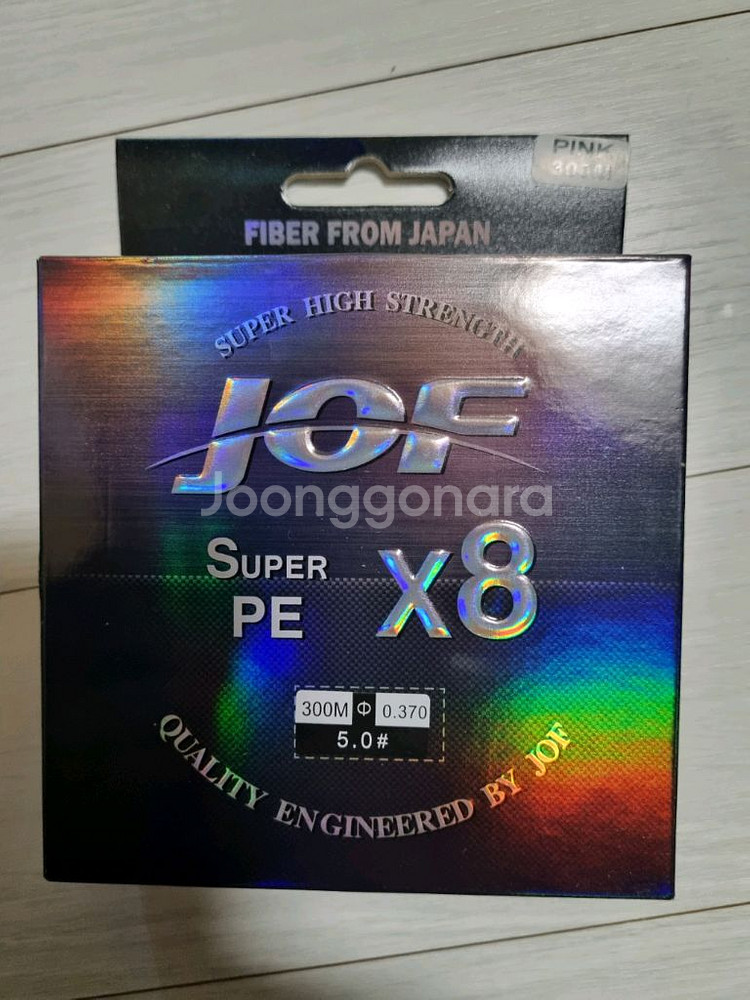 PINK
FIBER FROM JAPAN
SUPER HIGH STRENGTH
JOF
Joonggonara
SUPER
PE
X8
300M Φ 0.370
5.0#
QUALITY ENGINEERED BY JOF